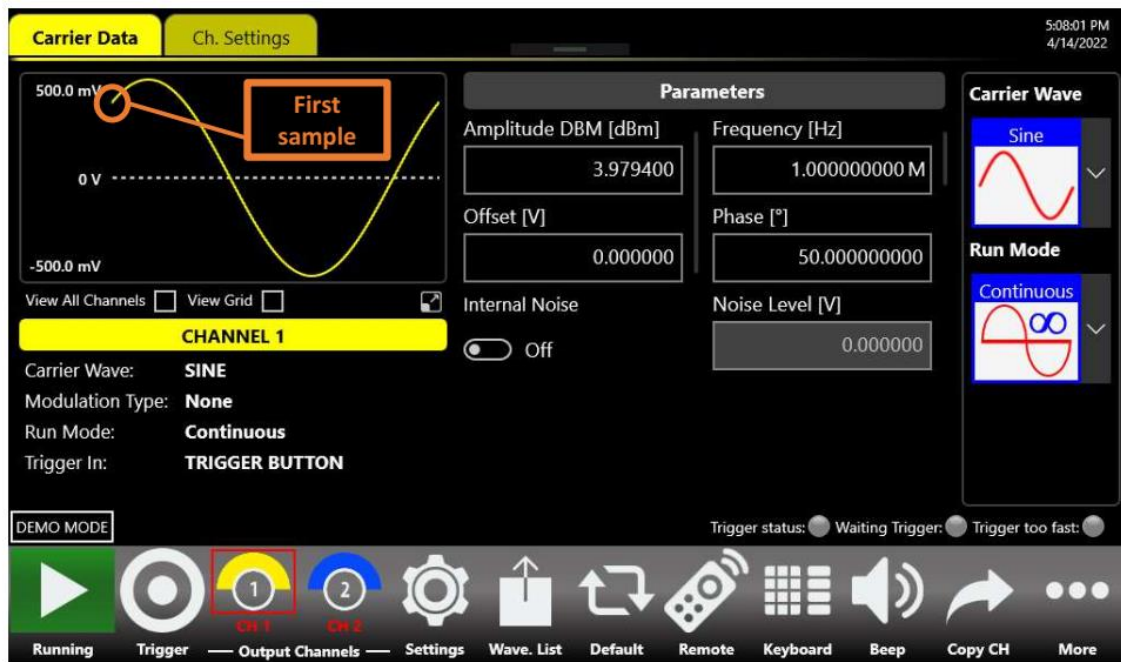 Carrier Data
Ch. Settings
5:08:01 PM
4/14/2022
500.0 mV
0 V
-500.0 mV
First
sample
View All Channels
View Grid
CHANNEL 1
Carrier Wave: SINE
Modulation Type: None
Run Mode: Continuous
Trigger In: TRIGGER BUTTON
Parameters
Amplitude DBM [dBm]
3.979400
Frequency [Hz]
1.000000000 M
Offset [V]
0.000000
Phase [°]
50.000000000
Internal Noise
Off
Noise Level [V]
0.000000
Carrier Wave
Sine
Run Mode
Continuous
∞
DEMO MODE
Trigger status:
Waiting Trigger:
Trigger too fast:
1
CH 1
2
CH 2
Running
Trigger
Output Channels
Settings
Wave. List
Default
Remote
Keyboard
Beep
Copy CH
More